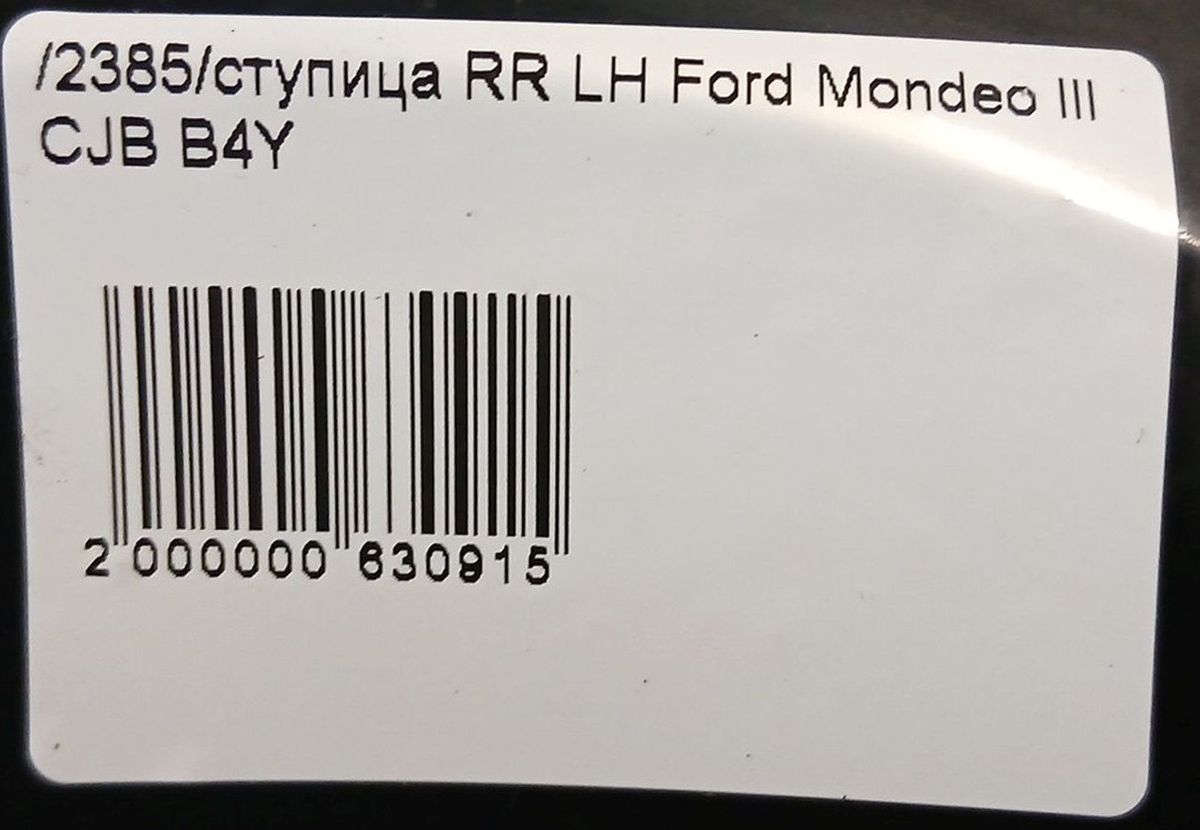 /2385/ступица RR LH Ford Mondeo III
CJB B4Y
2 000000 630915